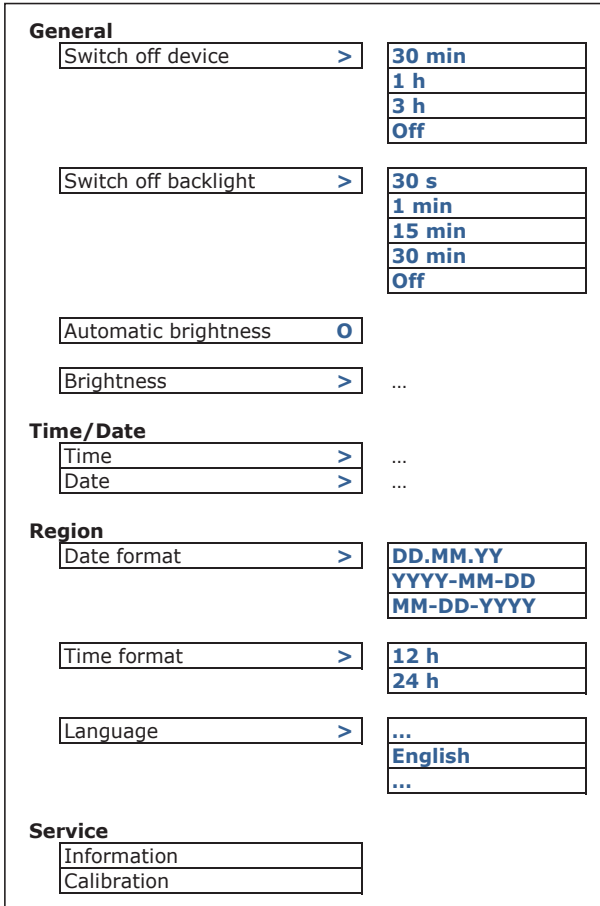 General
Switch off device > 30 min
1 h
3 h
Off
Switch off backlight > 30 s
1 min
15 min
30 min
Off
Automatic brightness O
Brightness > ...
Time/Date
Time > ...
Date > ...
Region
Date format > DD.MM.YY
YYYY-MM-DD
MM-DD-YYYY
Time format > 12 h
24 h
Language > ...
English
...
Service
Information
Calibration